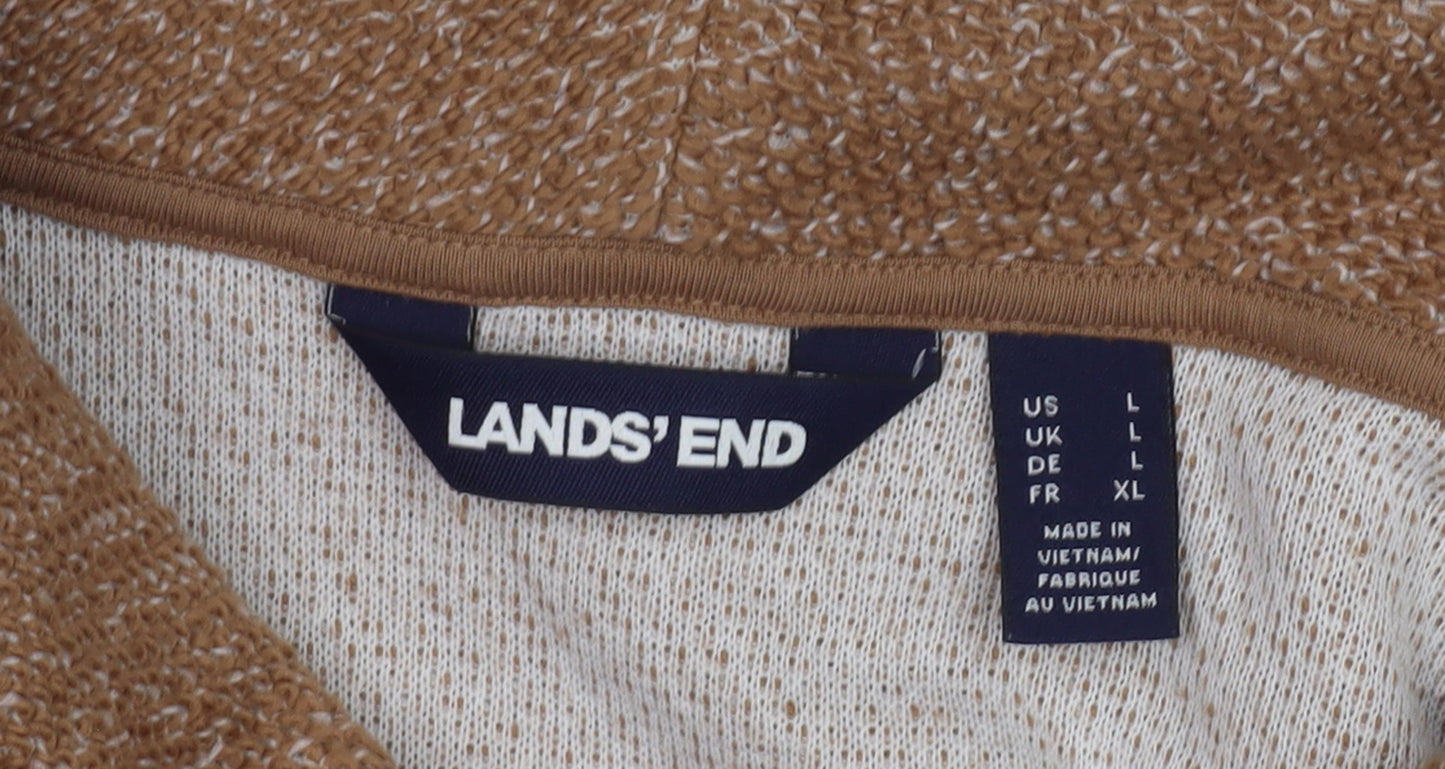 LANDS' END
US L
UK L
DE L
FR XL
MADE IN
VIETNAM/
FABRIQUE
AU VIETNAM